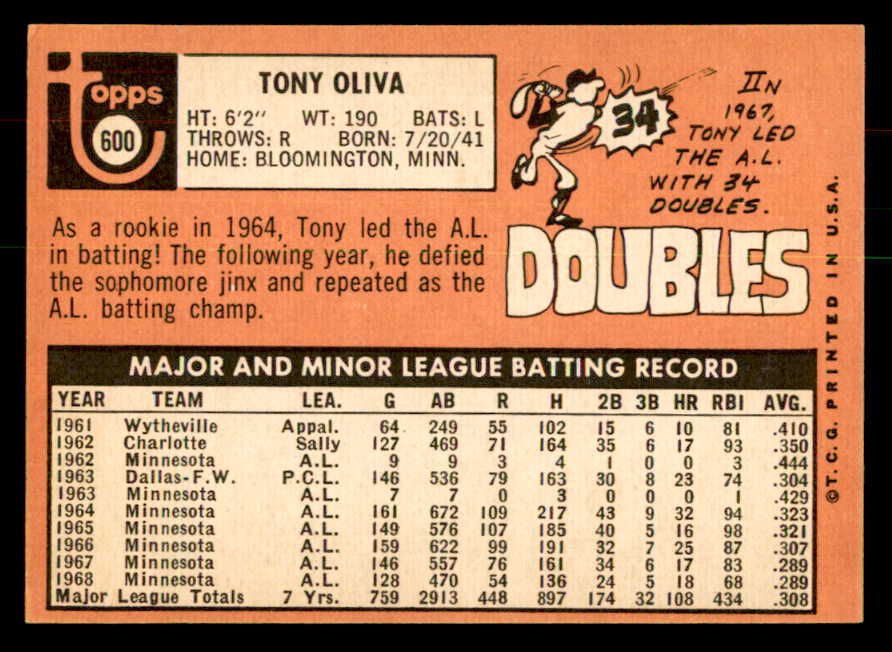 Topps
600
TONY OLIVA
HT: 6'2" WT: 190 BATS: L
THROWS: R BORN: 7/20/41
HOME: BLOOMINGTON, MINN.
34
IN
1967,
TONY LED
THE A.L.
WITH 34
DOUBLES.
DOUBLES
As a rookie in 1964, Tony led the A.L.
in batting! The following year, he defied
the sophomore jinx and repeated as the
A.L. batting champ.
MAJOR AND MINOR LEAGUE BATTING RECORD
YEAR TEAM LEA. G AB R H 2B 3B HR RBI AVG.
1961 Wytheville Appal. 64 249 55 102 15 6 10 81 .410
1962 Charlotte Sally 127 469 71 164 35 6 17 93 .350
1962 Minnesota A.L. 9 9 3 4 1 0 0 3 .444
1963 Dallas-F.W. P.C.L. 146 536 79 163 30 8 23 74 .304
1963 Minnesota A.L. 7 7 0 3 0 0 0 1 .429
1964 Minnesota A.L. 161 672 109 217 43 9 32 94 .323
1965 Minnesota A.L. 149 576 107 185 40 5 16 98 .321
1966 Minnesota A.L. 159 622 99 191 32 7 25 87 .307
1967 Minnesota A.L. 146 557 76 161 34 6 17 83 .289
1968 Minnesota A.L. 128 470 54 136 24 5 18 68 .289
Major League Totals 7 Yrs. 759 2913 448 897 174 32 108 434 .308
©T.C.G. PRINTED IN U.S.A.